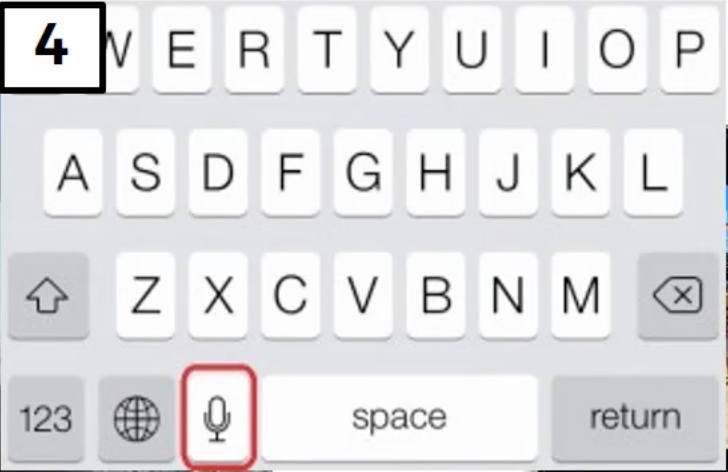 4
W E R T Y U I O P
A S D F G H J K L
Z X C V B N M
123 space return